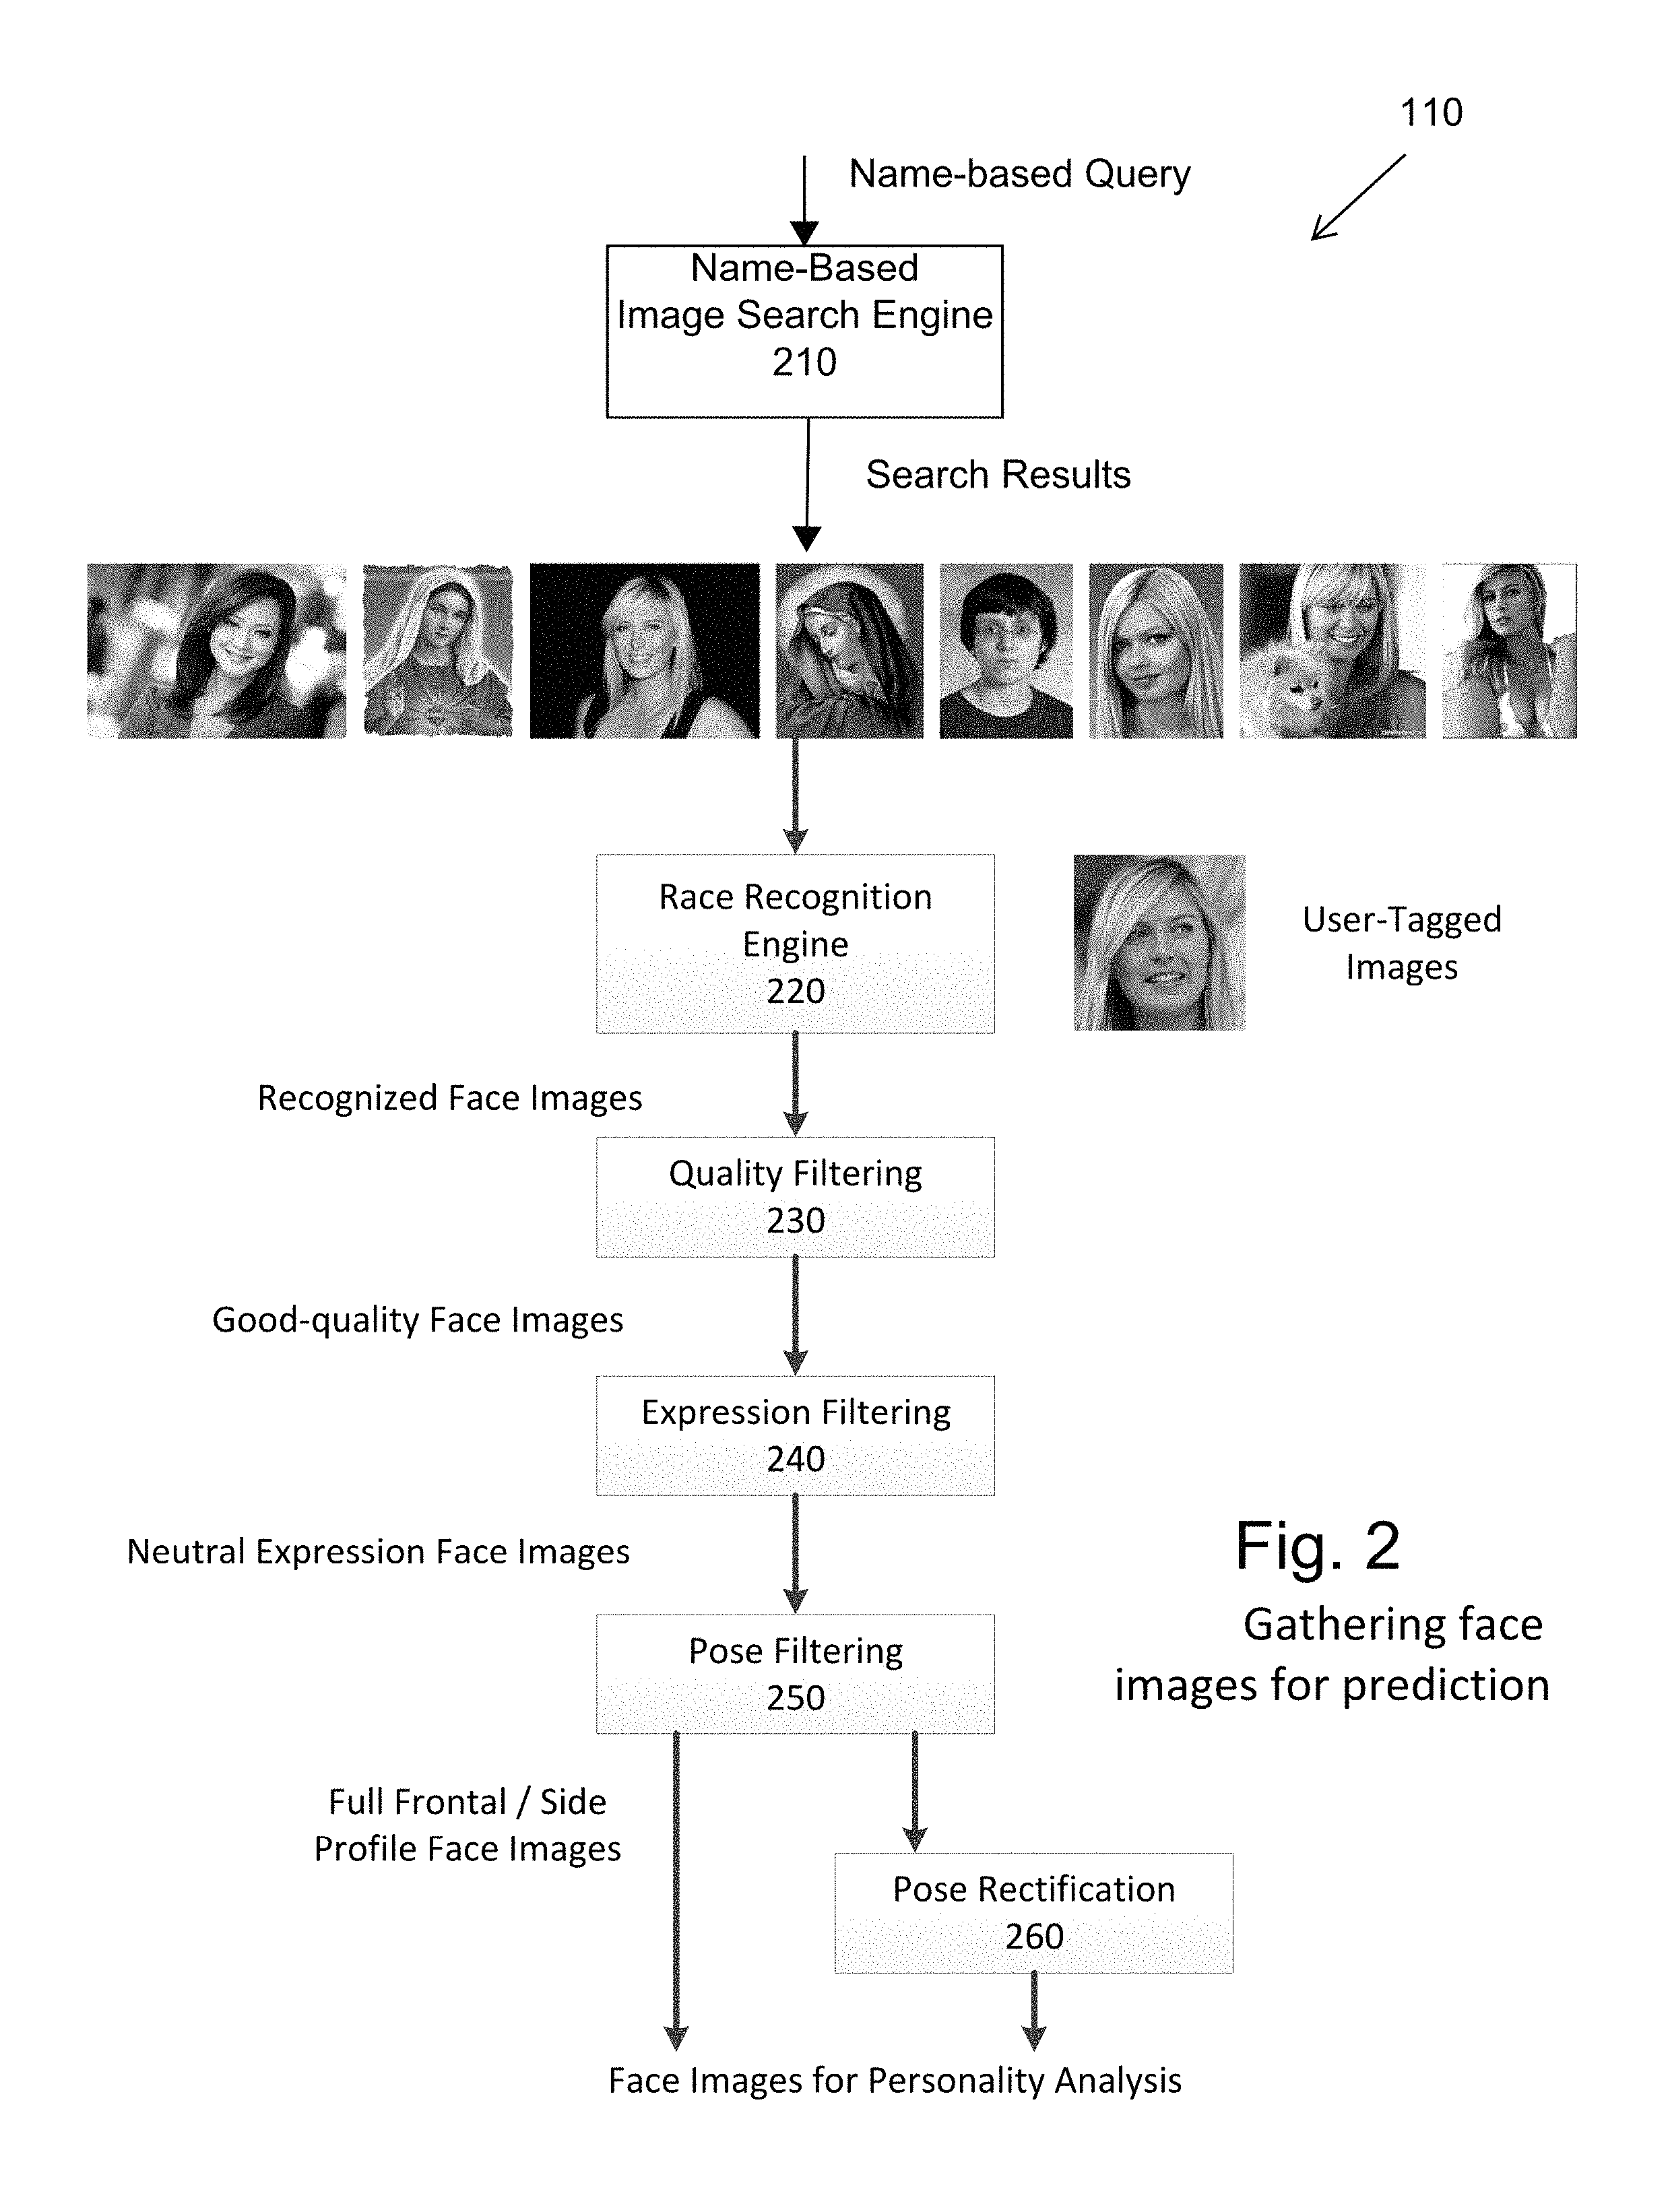 110
Name-based Query
Name-Based
Image Search Engine
210
Search Results
Race Recognition
Engine
220
User-Tagged
Images
Recognized Face Images
Quality Filtering
230
Good-quality Face Images
Expression Filtering
240
Neutral Expression Face Images
Fig. 2
Gathering face
images for prediction
Pose Filtering
250
Full Frontal / Side
Profile Face Images
Pose Rectification
260
Face Images for Personality Analysis